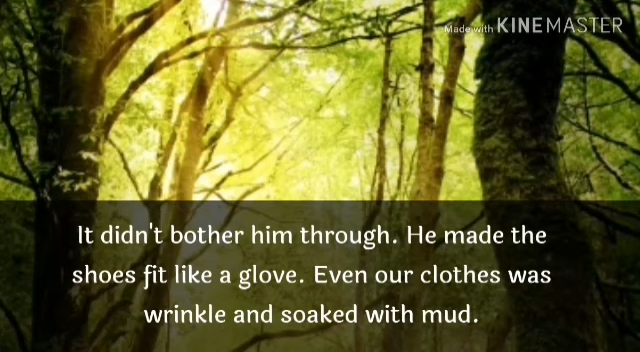 Made with KINEMASTER
It didn't bother him through. He made the
shoes fit like a glove. Even our clothes was
wrinkle and soaked with mud.